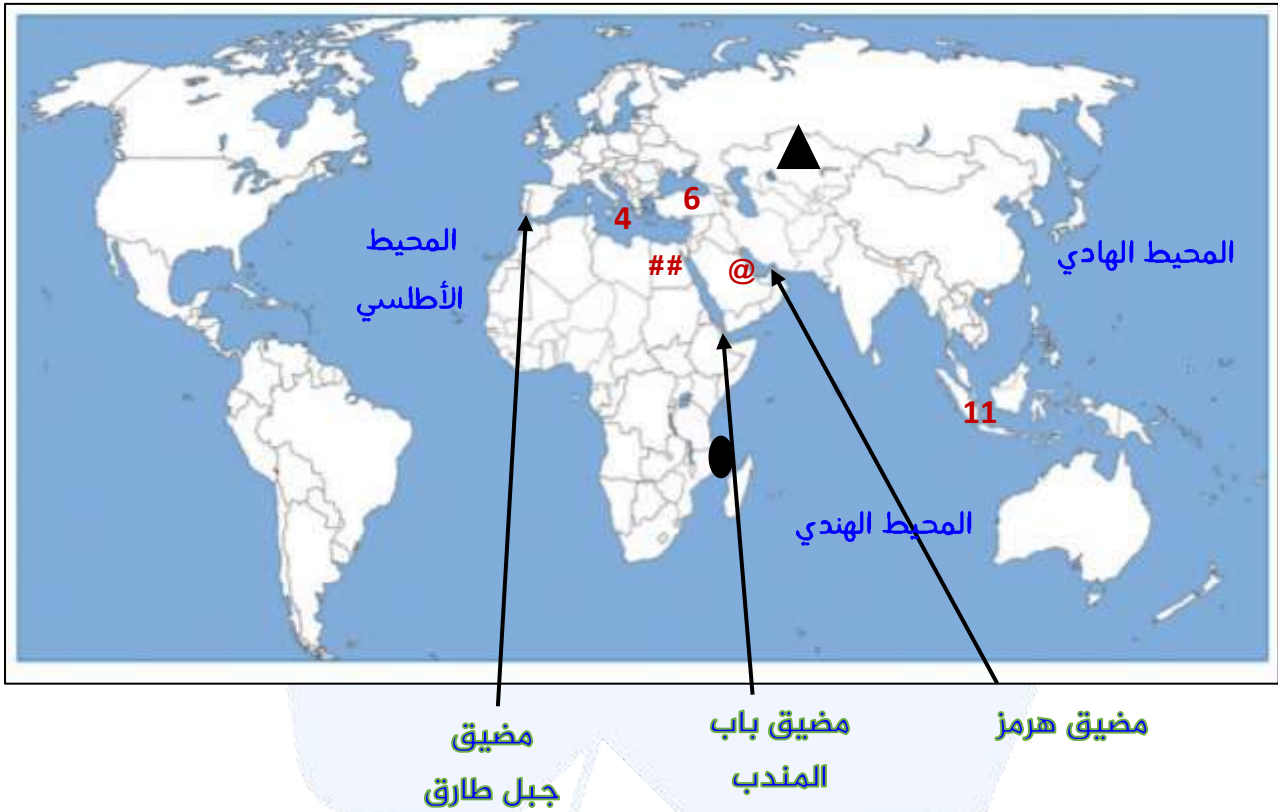 6
4
المحيط
الأطلسي
##
@
المحيط الهادي
11
المحيط الهندي
مضيق هرمز
مضيق باب
المندب
مضيق
جبل طارق